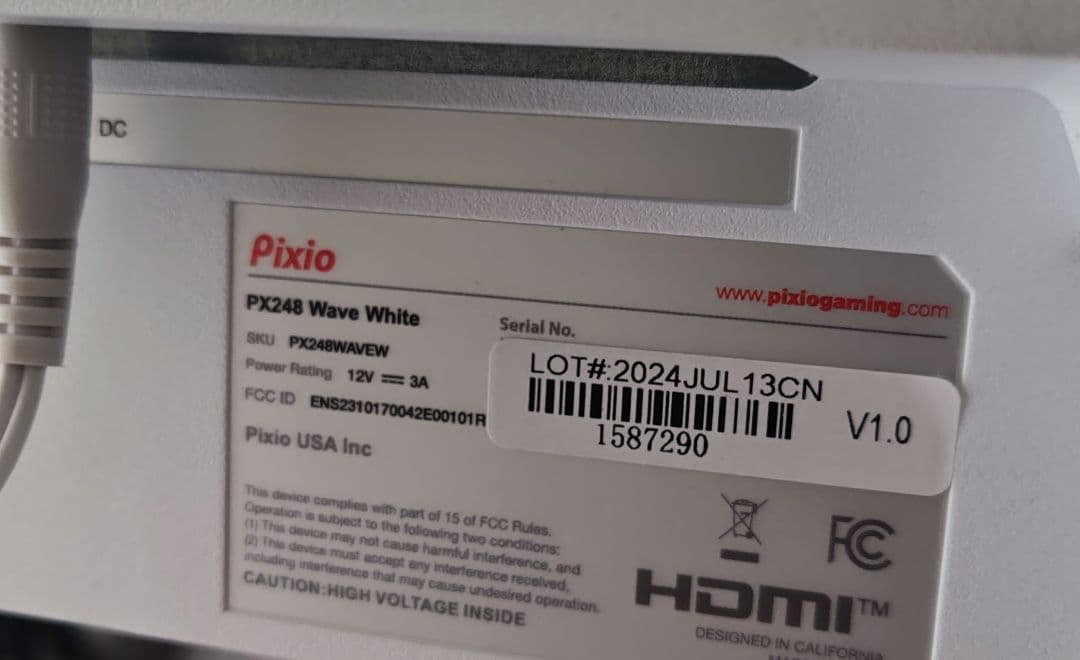 DC
Pixio
www.pixiogaming.com
PX248 Wave White
SKU PX248WAVEW
Power Rating 12V 3A
FCC ID ENS2310170042E00101R
Pixio USA Inc
Serial No.
LOT#:2024JUL13CN
1587290
V1.0
This device complies with part of 15 of FCC Rules.
Operation is subject to the following two conditions:
(1) This device may not cause harmful interference, and
(2) This device must accept any interference received,
including interference that may cause undesired operation.
CAUTION:HIGH VOLTAGE INSIDE
FC
HDMI™
DESIGNED IN CALIFORNIA